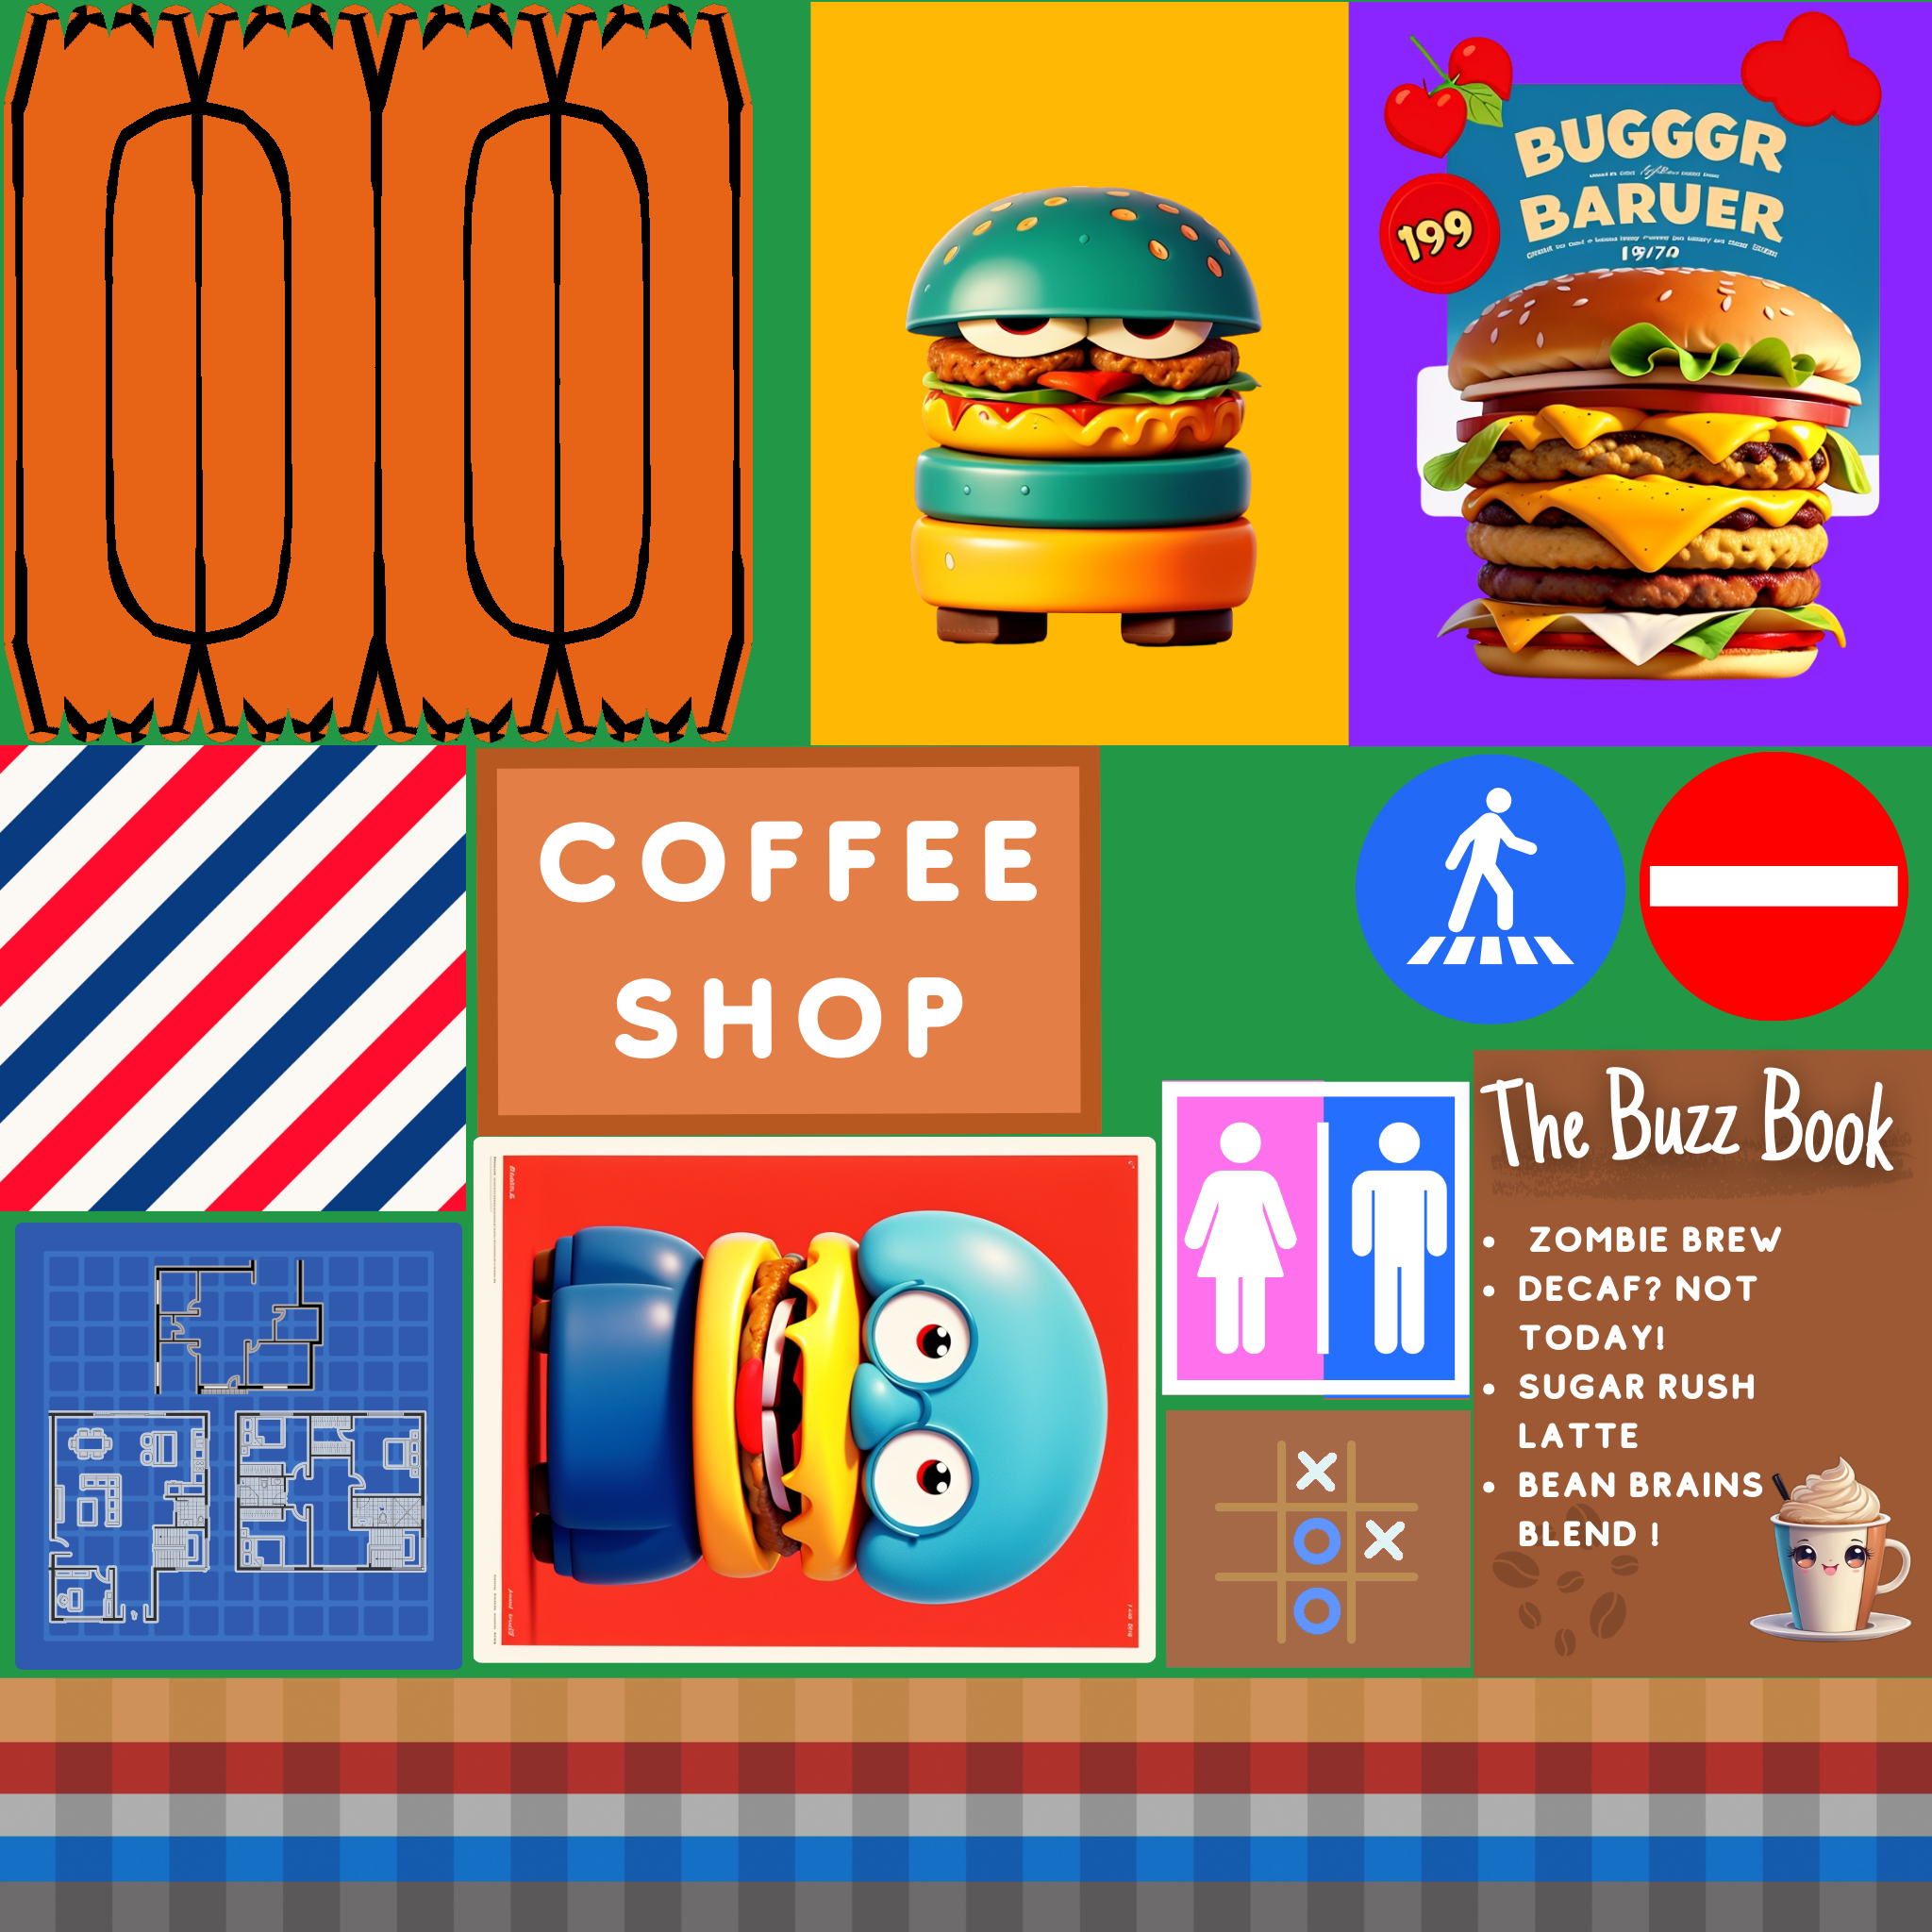 BUGGGR
BARUER
199
COFFEE
SHOP
The Buzz Book
• ZOMBIE BREW
• DECAF? NOT
TODAY!
• SUGAR RUSH
LATTE
• BEAN BRAINS
BLEND !